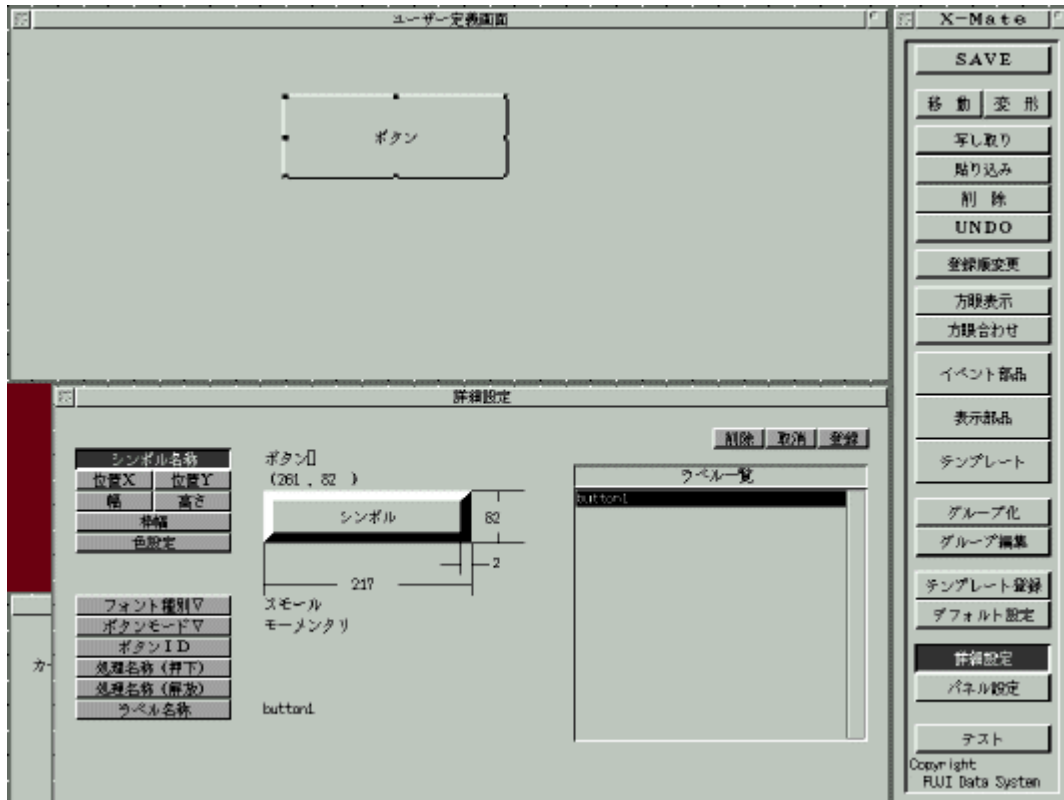 ユーザー定義画面
ボタン
X-Mate
SAVE
移動 変形
写し取り
貼り込み
削 除
UNDO
登録順変更
方眼表示
方眼合わせ
イベント部品
表示部品
テンプレート
グループ化
グループ編集
テンプレート登録
デフォルト設定
詳細設定
パネル設定
テスト
Copyright
FUJI Data System
詳細設定
削除 取消 登録
シンボル名称 ボタン
位置X 位置Y (261 , 82 )
幅 高さ
枠幅
色設定
シンボル
82
2
217
フォント種別▽ スモール
ボタンモード▽ モーメンタリ
ボタンID
処理名称(押下)
処理名称(解放)
ラベル名称 button1
ラベル一覧
button1
カー